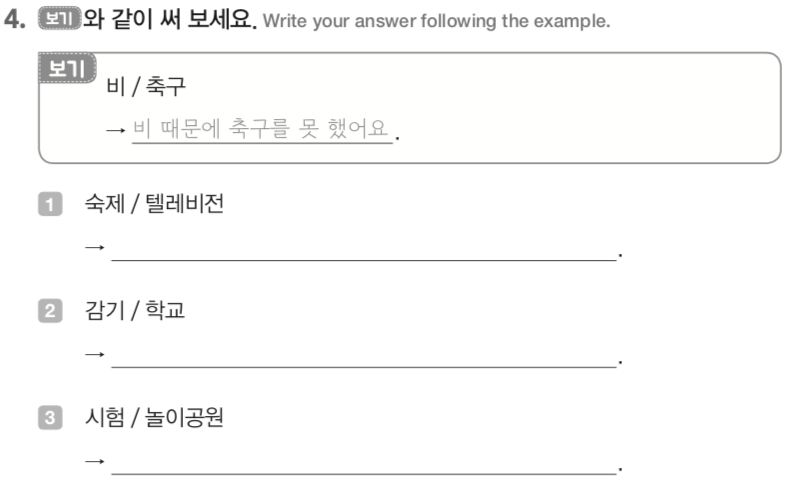 4. 보기와 같이 써 보세요. Write your answer following the example.
보기
비 / 축구
→ 비 때문에 축구를 못 했어요.
1 숙제 / 텔레비전
→ .
2 감기 / 학교
→ .
3 시험 / 놀이공원
→ .